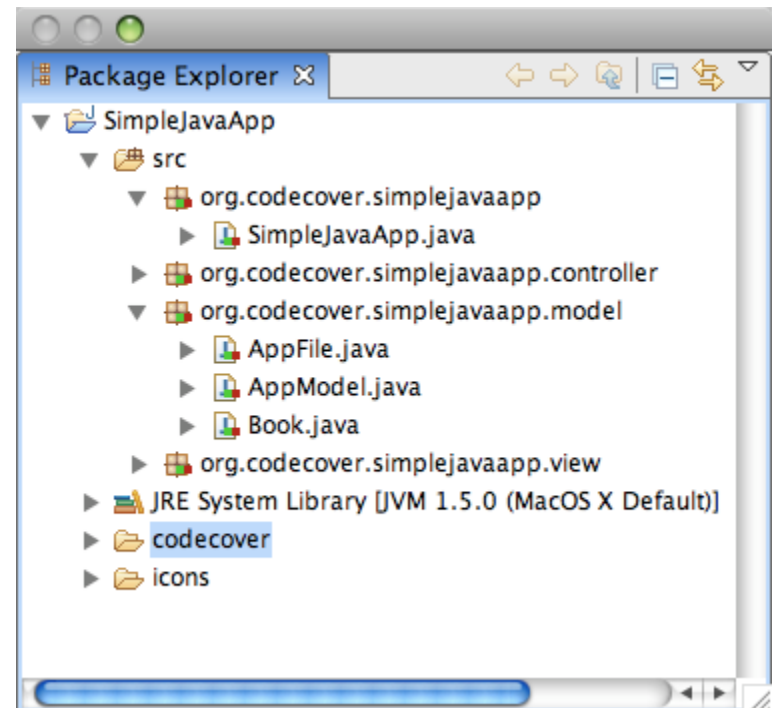 Package Explorer
SimpleJavaApp
src
org.codecover.simplejavaapp
SimpleJavaApp.java
org.codecover.simplejavaapp.controller
org.codecover.simplejavaapp.model
AppFile.java
AppModel.java
Book.java
org.codecover.simplejavaapp.view
JRE System Library [JVM 1.5.0 (MacOS X Default)]
codecover
icons